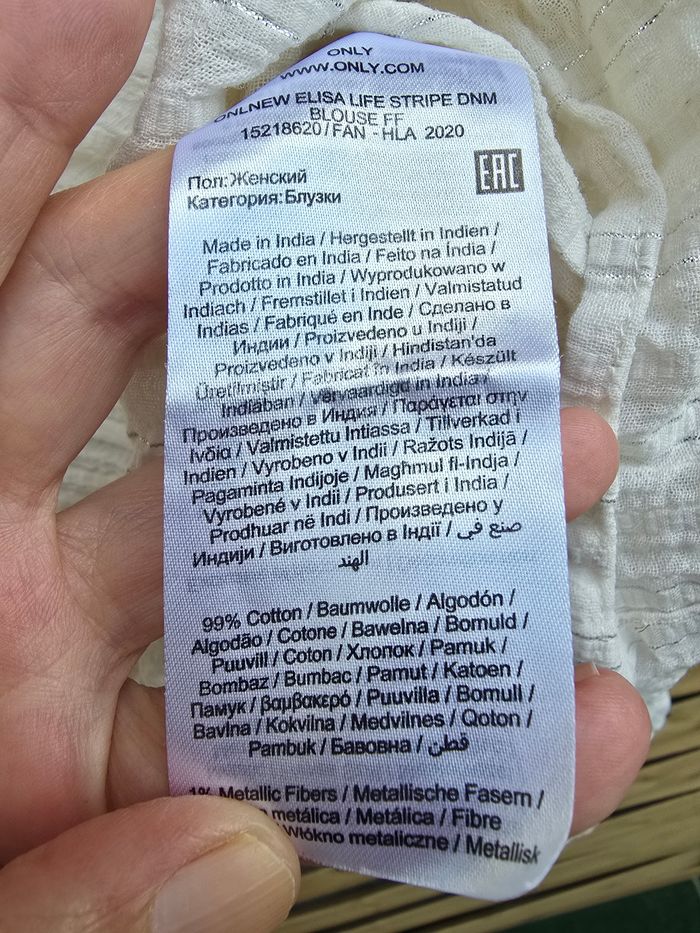 ONLY
www.ONLY.COM
ONLNEW ELISA LIFE STRIPE DNM
BLOUSE FF
15218620/FAN - HLA 2020
EAC
Пол:Женский
Категория:Блузки
Made in India / Hergestellt in Indien /
Fabricado en India / Feito na Índia /
Prodotto in India / Wyprodukowano w
Indiach / Fremstillet i Indien / Valmistatud
Indias / Fabriqué en Inde / Сделано в
Индии / Proizvedeno u Indiji /
Proizvedeno v Indiji / Hindistan'da
Üretilmiştir / Fabricat în India / Készült
Indiában / Vervaardigd in India /
Произведено в Индия / Παράγεται στην
Ινδία / Valmistettu Intiassa / Tillverkad i
Indien / Vyrobeno v Indii / Ražots Indijā /
Pagaminta Indijoje / Magħmul fl-Indja /
Vyrobené v Indii / Produsert i India /
Prodhuar në Indi / Произведено у
Индији / Виготовлено в Індії / صنع في
الهند
99% Cotton / Baumwolle / Algodón /
Algodão / Cotone / Bawełna / Bomuld /
Puuvill / Coton / Хлопок / Pamuk /
Bombaž / Bumbac / Pamut / Katoen /
Памук / βαμβακερό / Puuvilla / Bomull /
Bavlna / Kokvilna / Medvilnes / Qoton /
Pambuk / Бавовна / قطن
1% Metallic Fibers / Metallische Fasern /
metálica / Metálica / Fibre
Włókno metaliczne / Metallisk